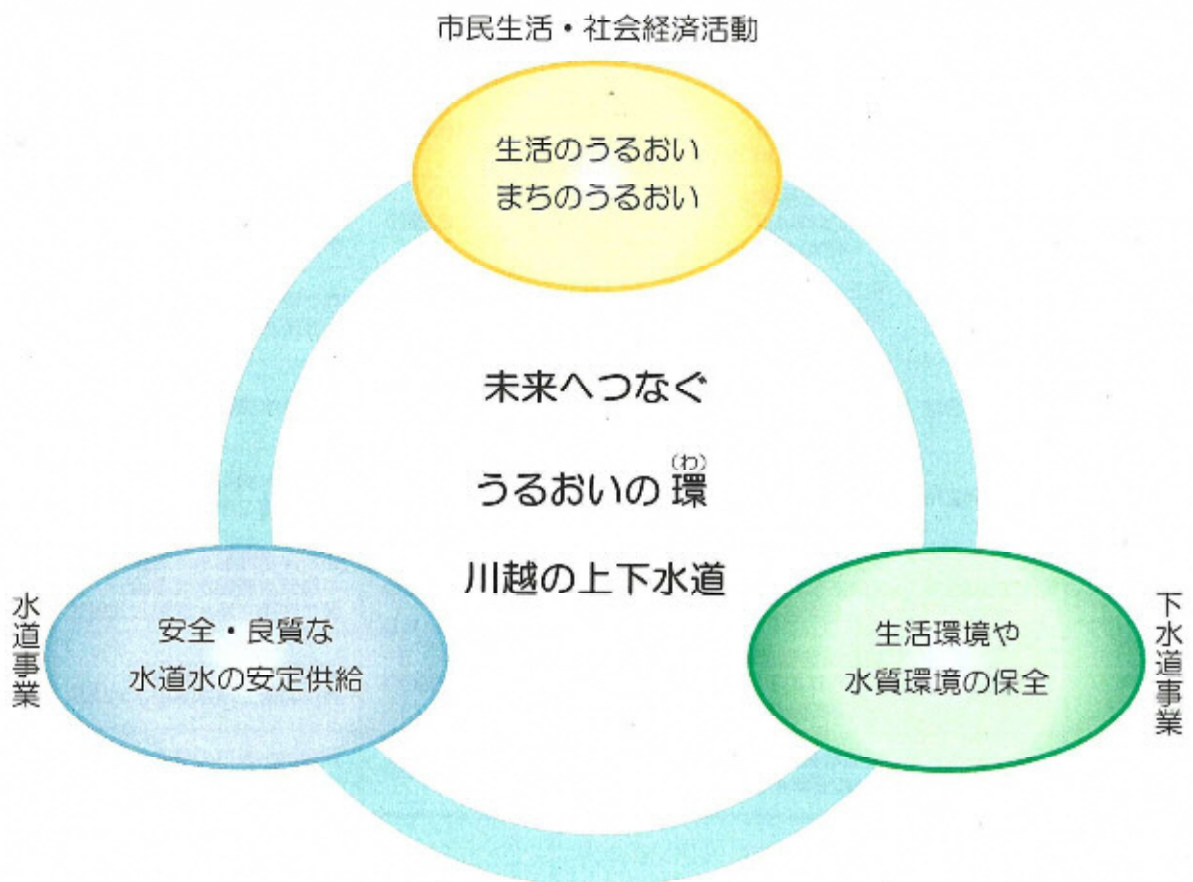 市民生活・社会経済活動
生活のうるおい
まちのうるおい
未来へつなぐ
(わ)
うるおいの環
川越の上下水道
水道事業
安全・良質な
水道水の安定供給
生活環境や
水質環境の保全
下水道事業